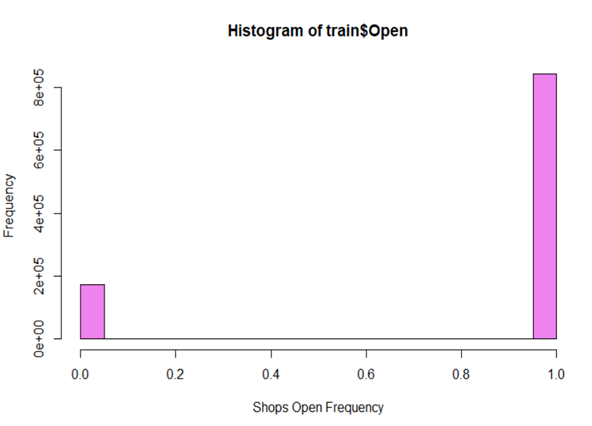 Histogram of train$Open
Frequency
8e+05
6e+05
4e+05
2e+05
0e+00
0.0 0.2 0.4 0.6 0.8 1.0
Shops Open Frequency